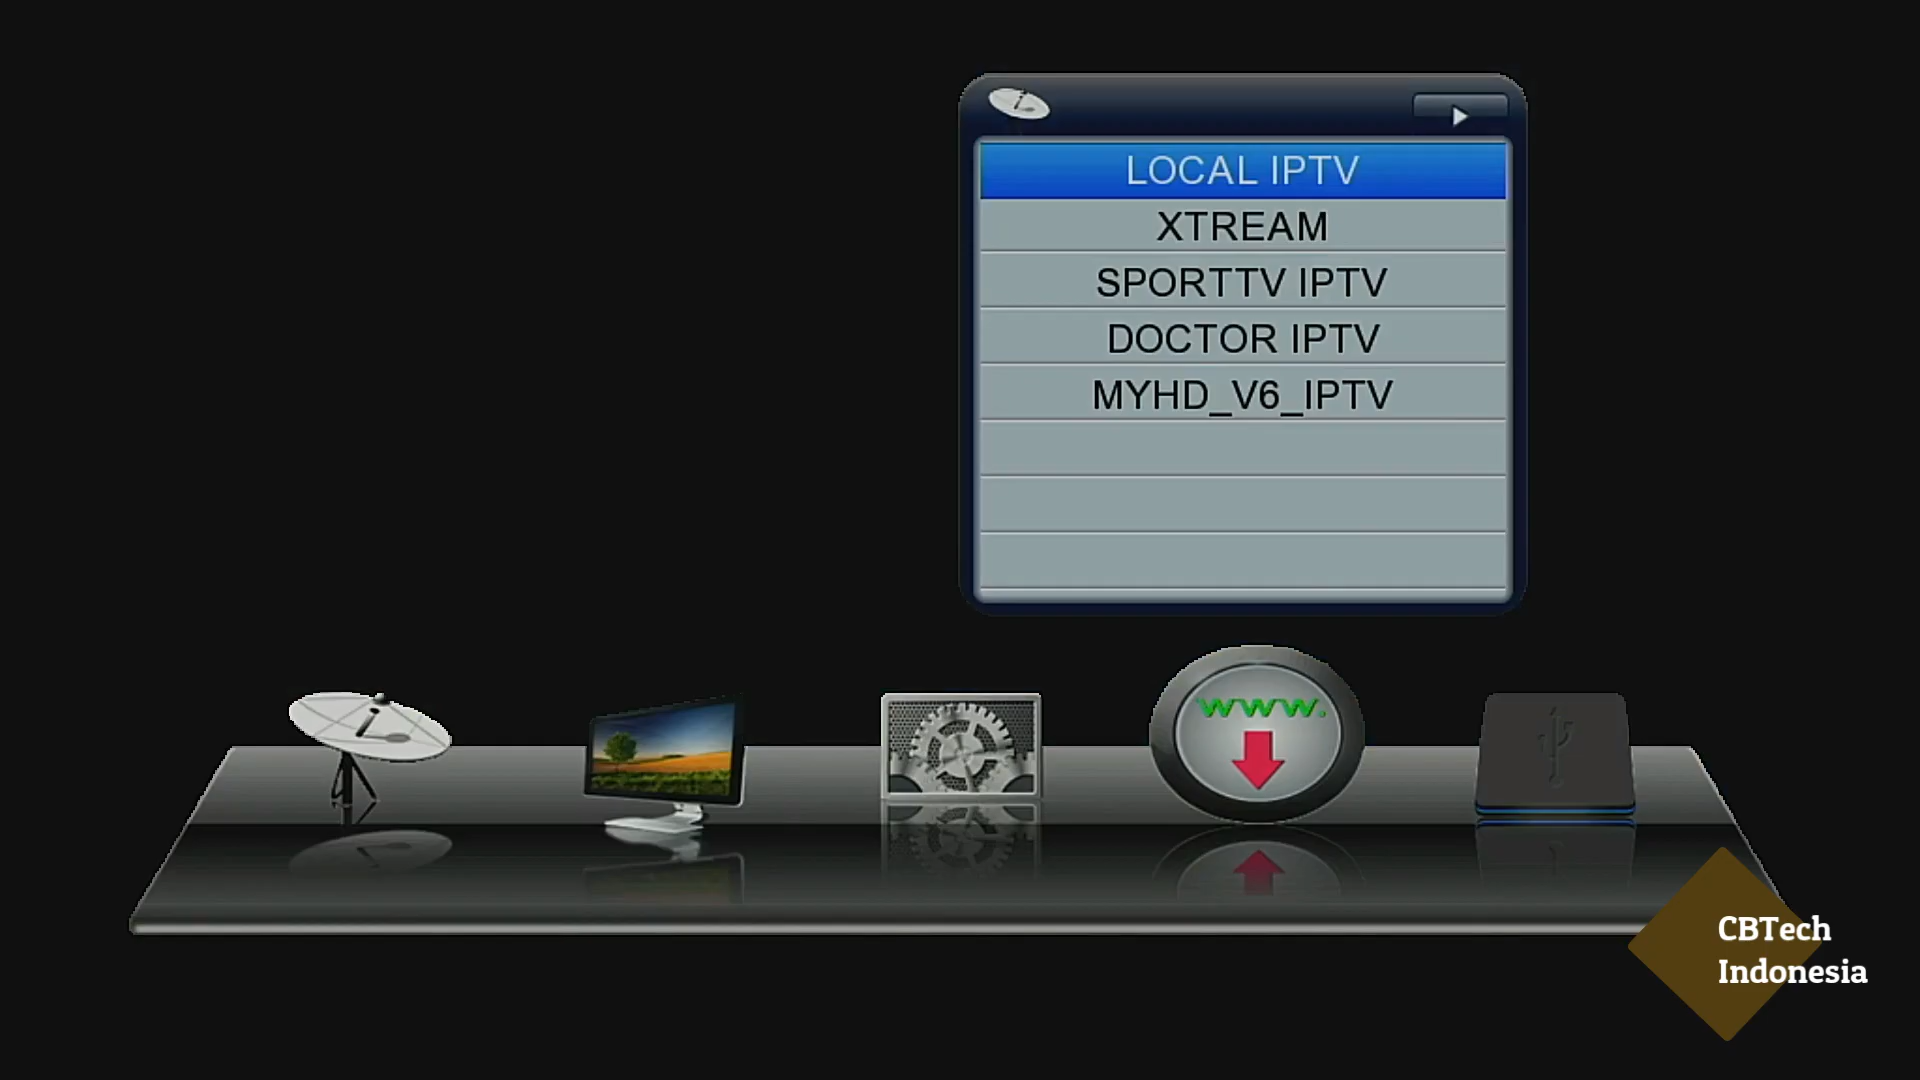 LOCAL IPTV
XTREAM
SPORTTV IPTV
DOCTOR IPTV
MYHD_V6_IPTV
www.
CBTech
Indonesia